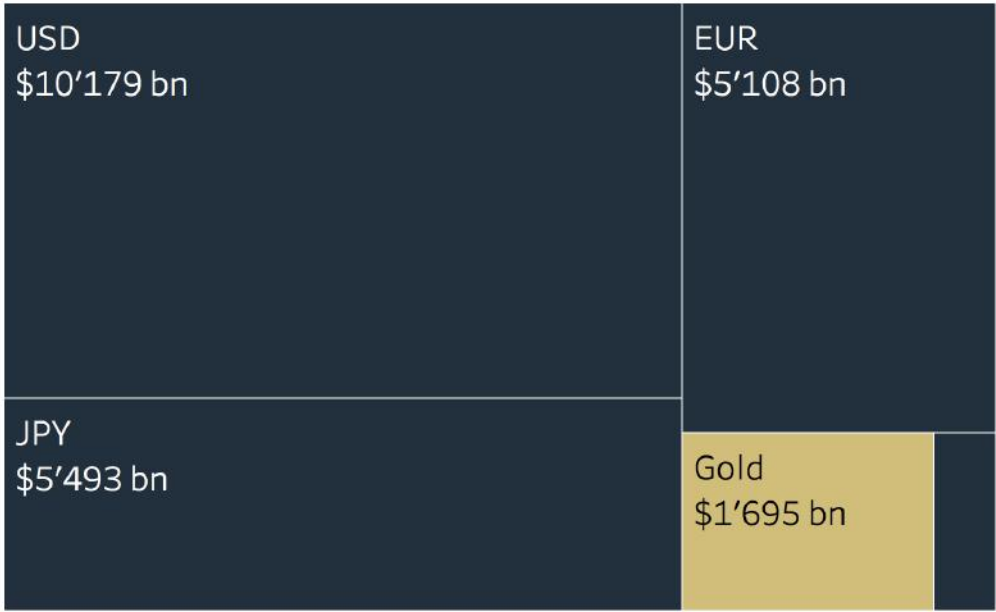 USD
$10′179 bn
EUR
$5′108 bn
JPY
$5′493 bn
Gold
$1′695 bn